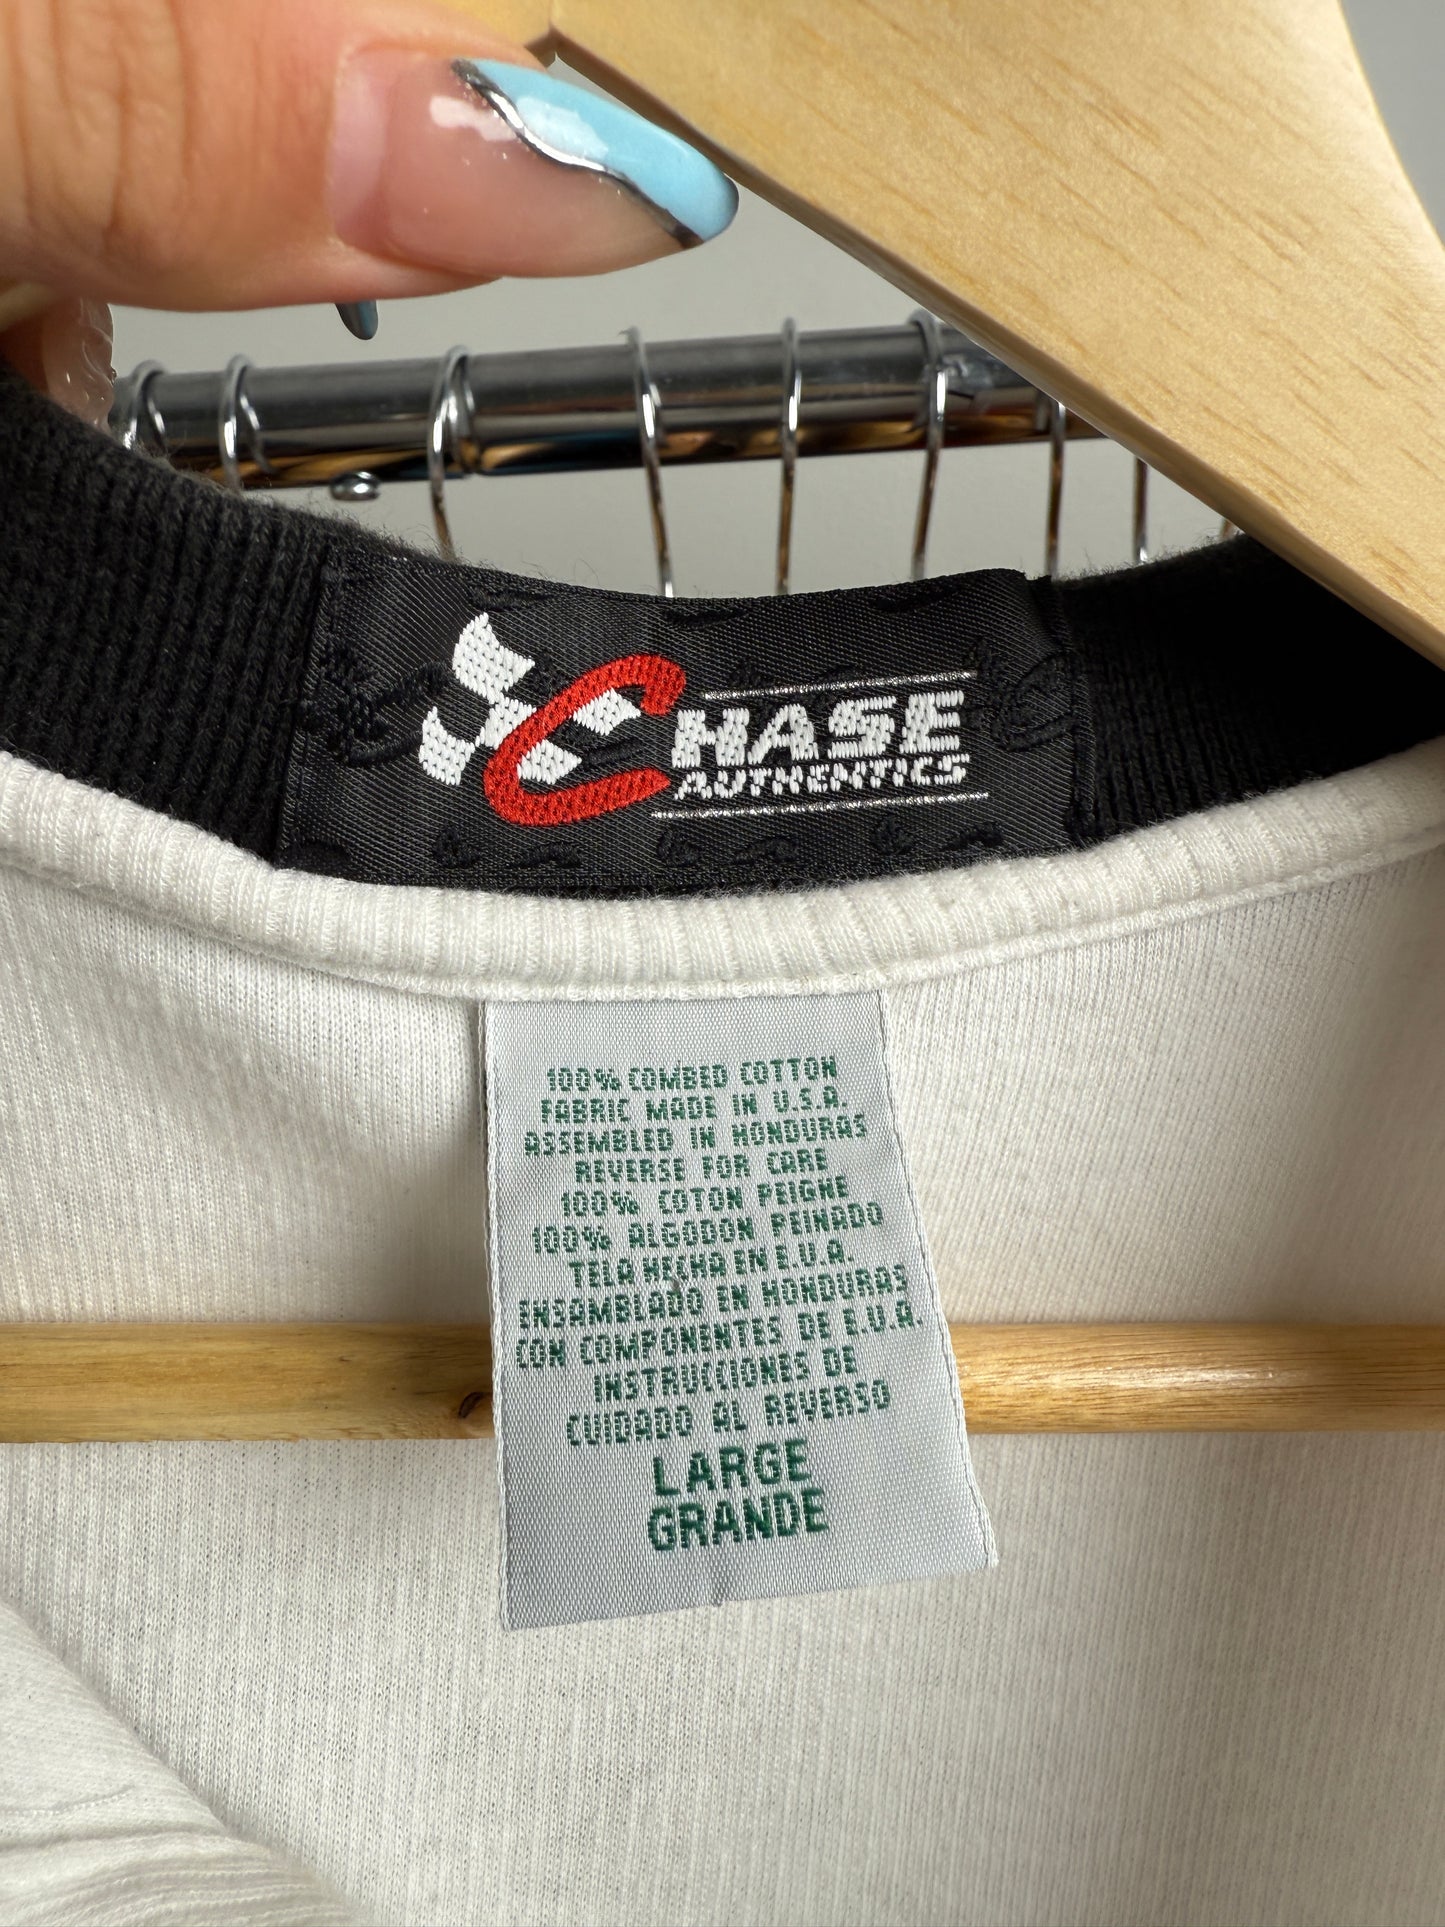 CHASE
AUTHENTICS
100% COMBED COTTON
FABRIC MADE IN U.S.A.
ASSEMBLED IN HONDURAS
REVERSE FOR CARE
100% COTON PEIGNE
100% ALGODON PEINADO
TELA HECHA EN E.U.A.
ENSAMBLADO EN HONDURAS
CON COMPONENTES DE E.U.A.
INSTRUCCIONES DE
CUIDADO AL REVERSO
LARGE
GRANDE